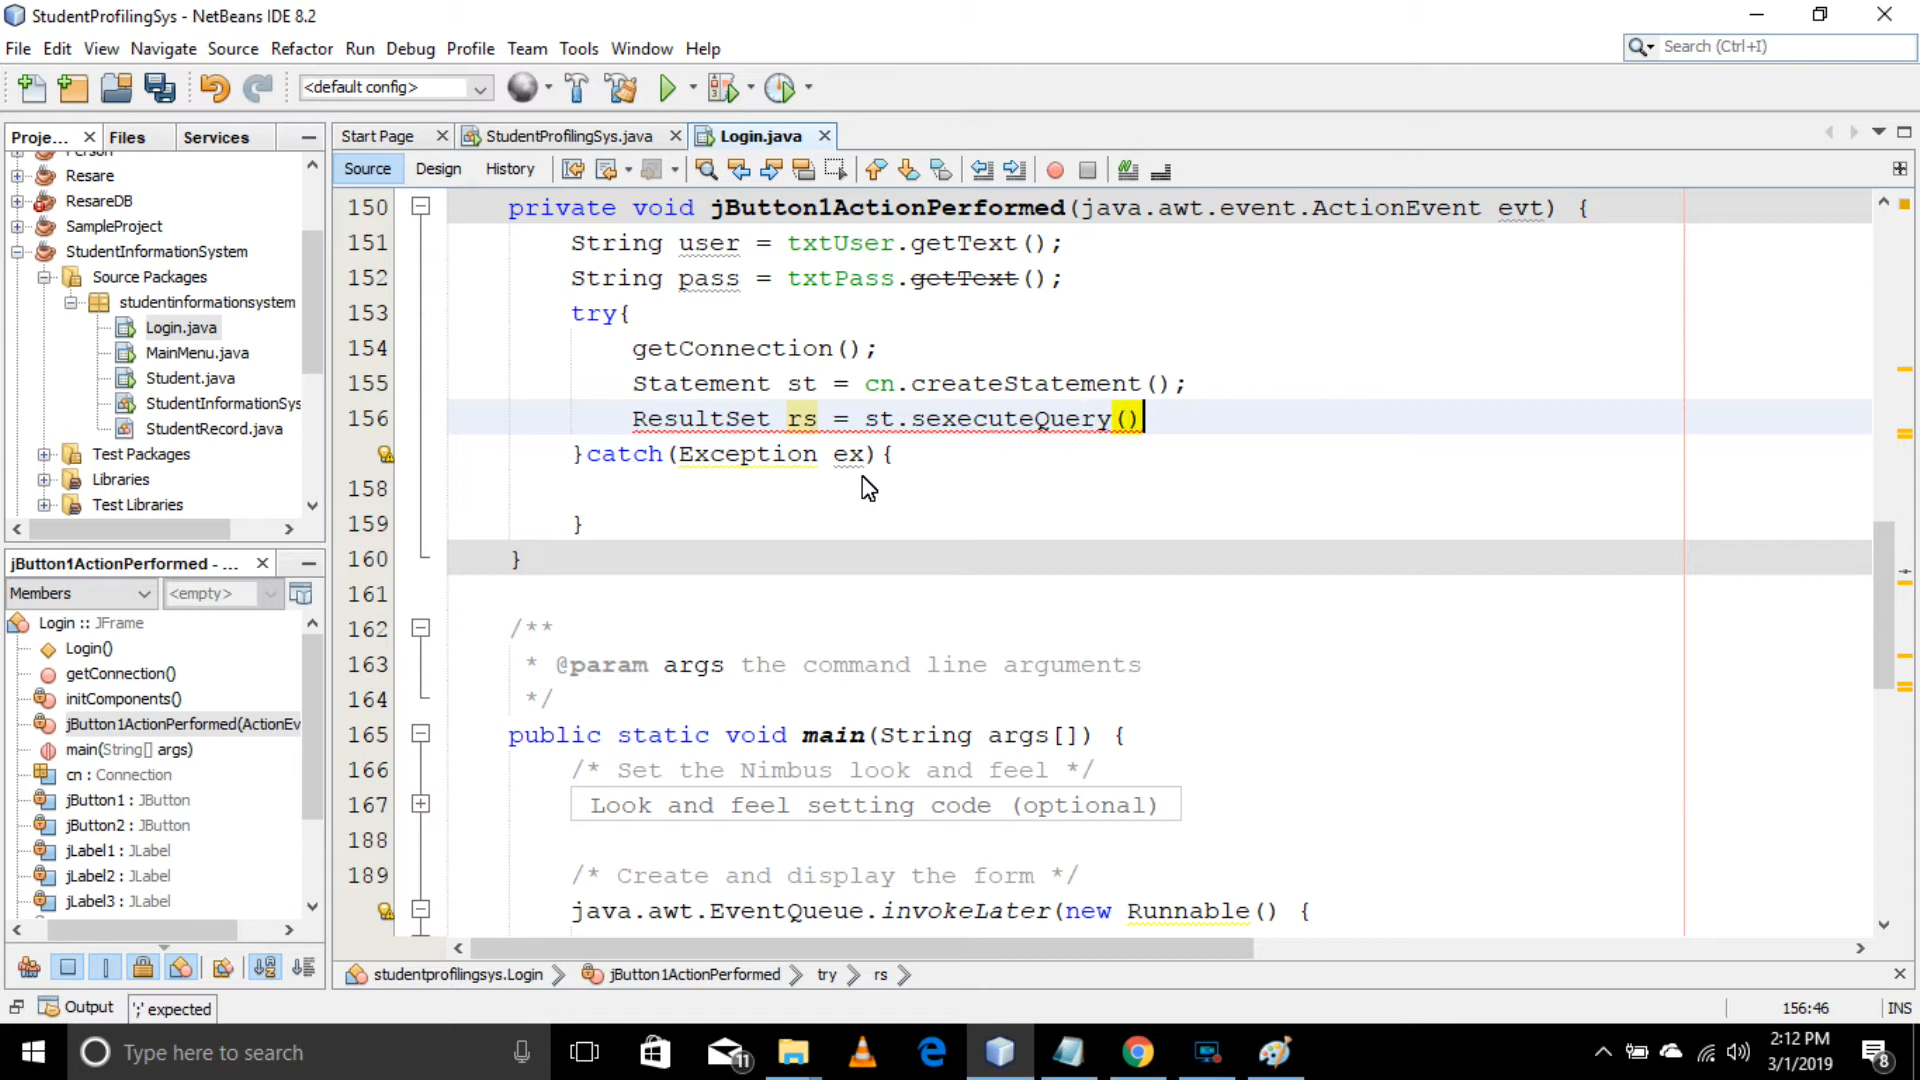 StudentProfilingSys - NetBeans IDE 8.2
File Edit View Navigate Source Refactor Run Debug Profile Team Tools Window Help
Search (Ctrl+I)
<default config>
Proje... Files Services
Start Page StudentProfilingSys.java Login.java
Source Design History
Resare
ResareDB
SampleProject
StudentInformationSystem
Source Packages
studentinformationsystem
Login.java
MainMenu.java
Student.java
StudentInformationSys
StudentRecord.java
Test Packages
Libraries
Test Libraries
jButton1ActionPerformed - ...
Members <empty>
Login :: JFrame
Login()
getConnection()
initComponents()
jButton1ActionPerformed(ActionEv
main(String[] args)
cn : Connection
jButton1 : JButton
jButton2 : JButton
jLabel1 : JLabel
jLabel2 : JLabel
jLabel3 : JLabel
150 private void jButton1ActionPerformed(java.awt.event.ActionEvent evt) {
151 String user = txtUser.getText();
152 String pass = txtPass.getText();
153 try{
154 getConnection();
155 Statement st = cn.createStatement();
156 ResultSet rs = st.sexecuteQuery()
}catch(Exception ex){
158
159 }
160 }
161
162 /**
163 * @param args the command line arguments
164 */
165 public static void main(String args[]) {
166 /* Set the Nimbus look and feel */
167 Look and feel setting code (optional)
188
189 /* Create and display the form */
java.awt.EventQueue.invokeLater(new Runnable() {
studentprofilingsys.Login jButton1ActionPerformed try rs
Output ';' expected
156:46 INS
Type here to search
11
2:12 PM
3/1/2019
8